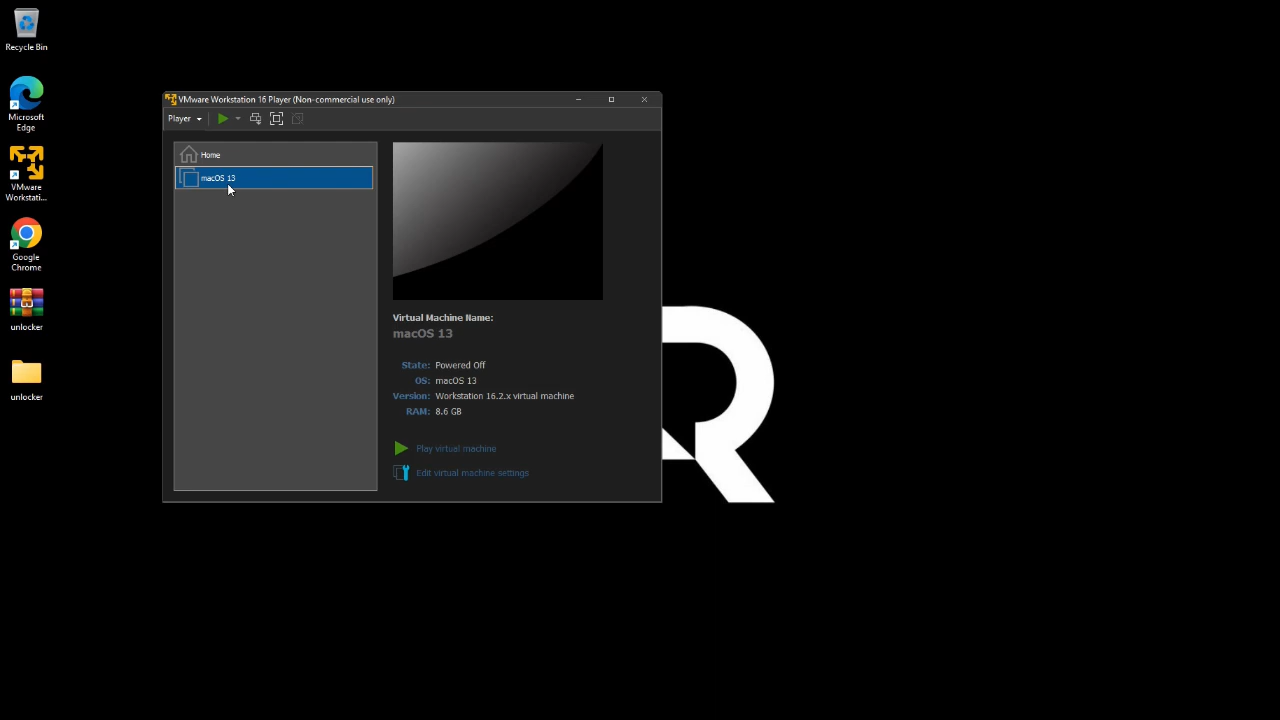 Recycle Bin
Microsoft
Edge
VMware
Workstati...
Google
Chrome
unlocker
unlocker
VMware Workstation 16 Player (Non-commercial use only)
Player
Home
macOS 13
Virtual Machine Name:
macOS 13
State: Powered Off
OS: macOS 13
Version: Workstation 16.2.x virtual machine
RAM: 8.6 GB
Play virtual machine
Edit virtual machine settings
R